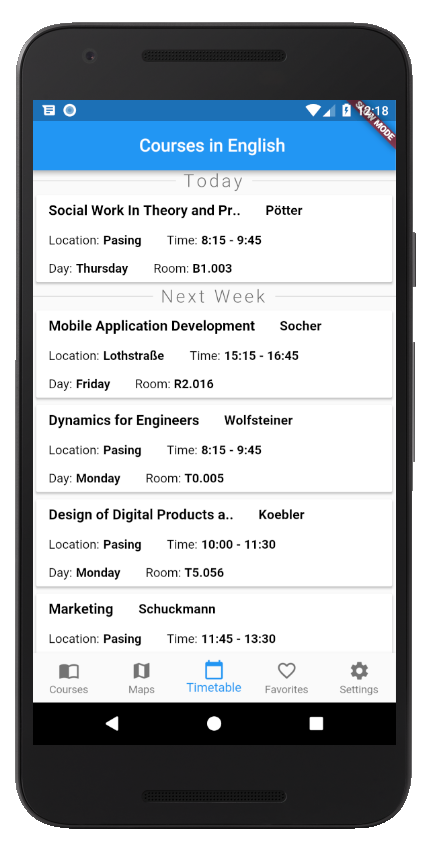 12:18
SLOW MODE
Courses in English
Today
Social Work In Theory and Pr.. Pötter
Location: Pasing Time: 8:15 - 9:45
Day: Thursday Room: B1.003
Next Week
Mobile Application Development Socher
Location: Lothstraße Time: 15:15 - 16:45
Day: Friday Room: R2.016
Dynamics for Engineers Wolfsteiner
Location: Pasing Time: 8:15 - 9:45
Day: Monday Room: T0.005
Design of Digital Products a.. Koebler
Location: Pasing Time: 10:00 - 11:30
Day: Monday Room: T5.056
Marketing Schuckmann
Location: Pasing Time: 11:45 - 13:30
Courses Maps Timetable Favorites Settings